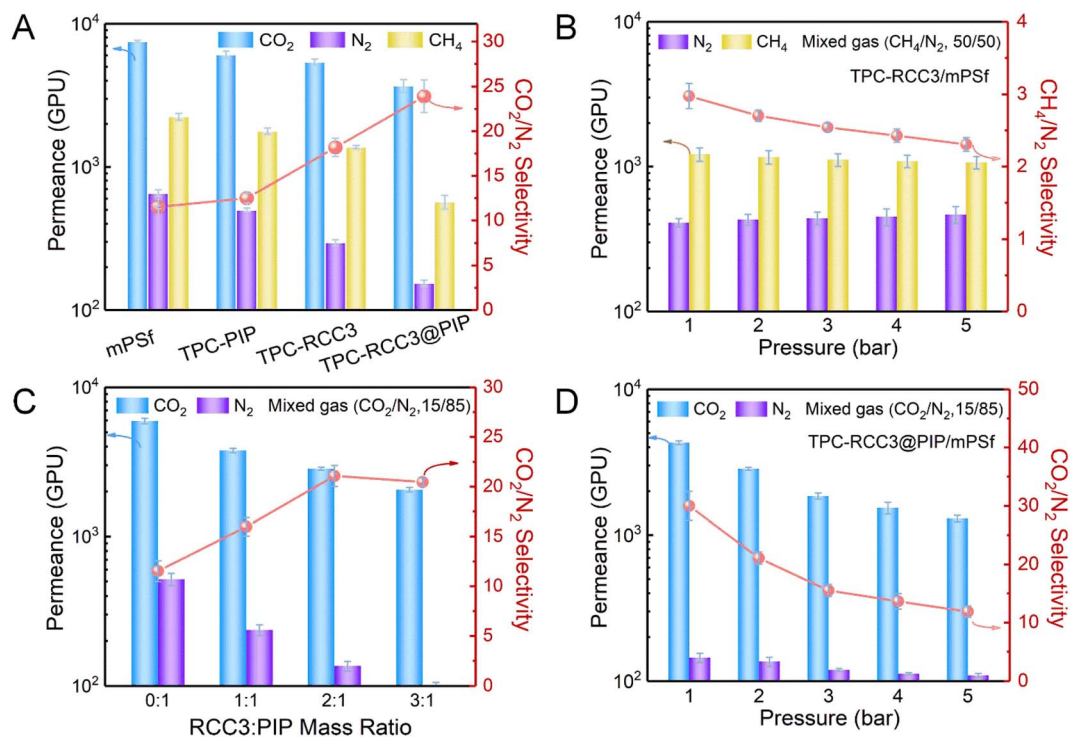 A
10⁴
10³
10²
Permeance (GPU)
CO₂ N₂ CH₄
30
25
20
15
10
5
0
CO₂/N₂ Selectivity
mPSf
TPC-PIP
TPC-RCC3
TPC-RCC3@PIP
B
10⁴
10³
10²
Permeance (GPU)
N₂ CH₄ Mixed gas (CH₄/N₂, 50/50)
TPC-RCC3/mPSf
4
3
2
1
0
CH₄/N₂ Selectivity
1 2 3 4 5
Pressure (bar)
C
10⁴
10³
10²
Permeance (GPU)
CO₂ N₂ Mixed gas (CO₂/N₂,15/85)
30
25
20
15
10
5
0
CO₂/N₂ Selectivity
0:1 1:1 2:1 3:1
RCC3:PIP Mass Ratio
D
10⁴
10³
10²
Permeance (GPU)
CO₂ N₂ Mixed gas (CO₂/N₂,15/85)
TPC-RCC3@PIP/mPSf
50
40
30
20
10
0
CO₂/N₂ Selectivity
1 2 3 4 5
Pressure (bar)